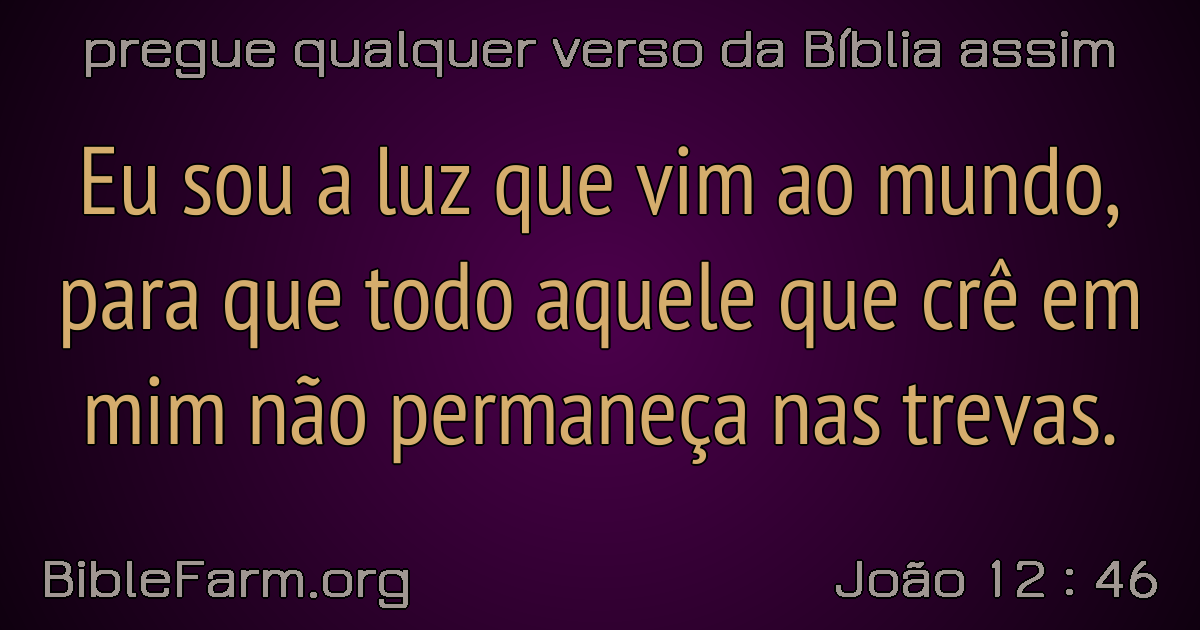 pregue qualquer verso da Bíblia assim
Eu sou a luz que vim ao mundo,
para que todo aquele que crê em
mim não permaneça nas trevas.
BibleFarm.org
João 12 : 46